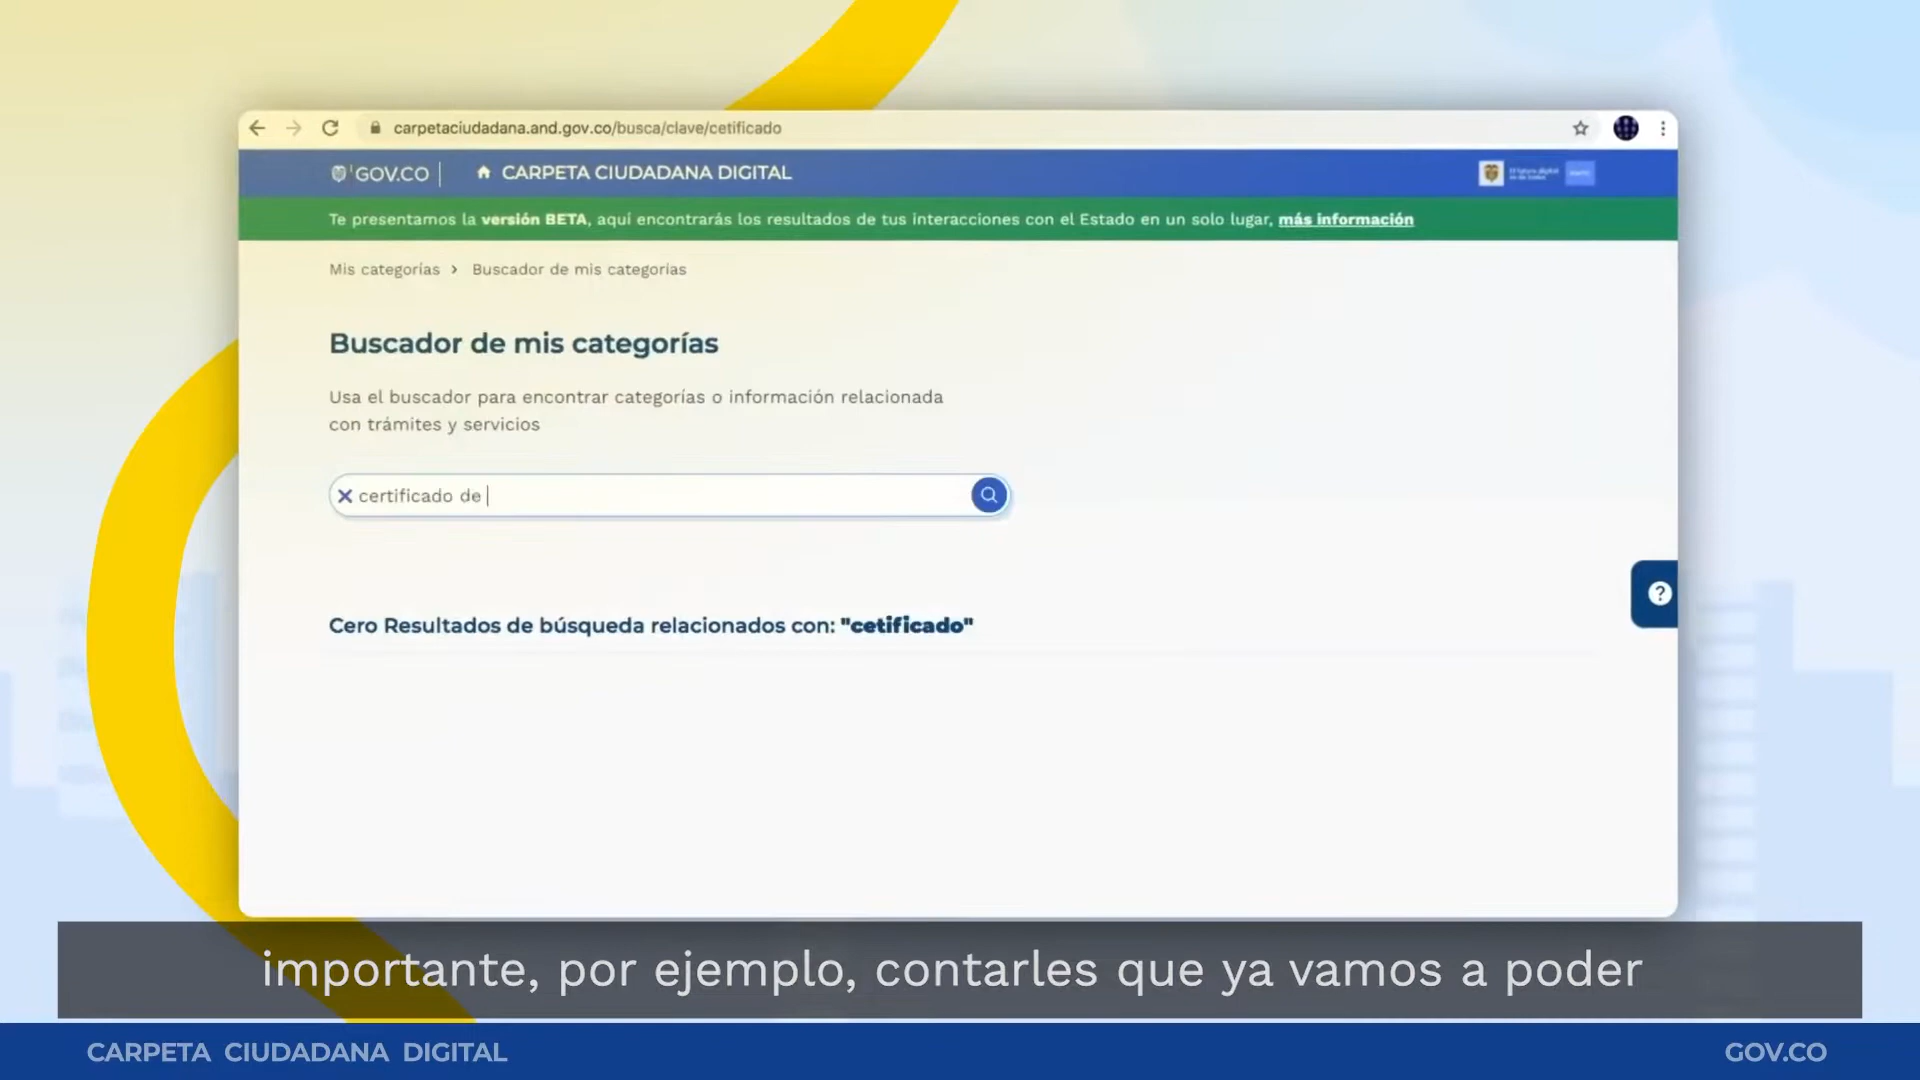 carpetaciudadana.and.gov.co/busca/clave/cetificado
GOV.CO
CARPETA CIUDADANA DIGITAL
Te presentamos la versión BETA, aquí encontrarás los resultados de tus interacciones con el Estado en un solo lugar, más información
Mis categorías > Buscador de mis categorías
Buscador de mis categorías
Usa el buscador para encontrar categorías o información relacionada
con trámites y servicios
certificado de
?
Cero Resultados de búsqueda relacionados con: "cetificado"
importante, por ejemplo, contarles que ya vamos a poder
CARPETA CIUDADANA DIGITAL
GOV.CO